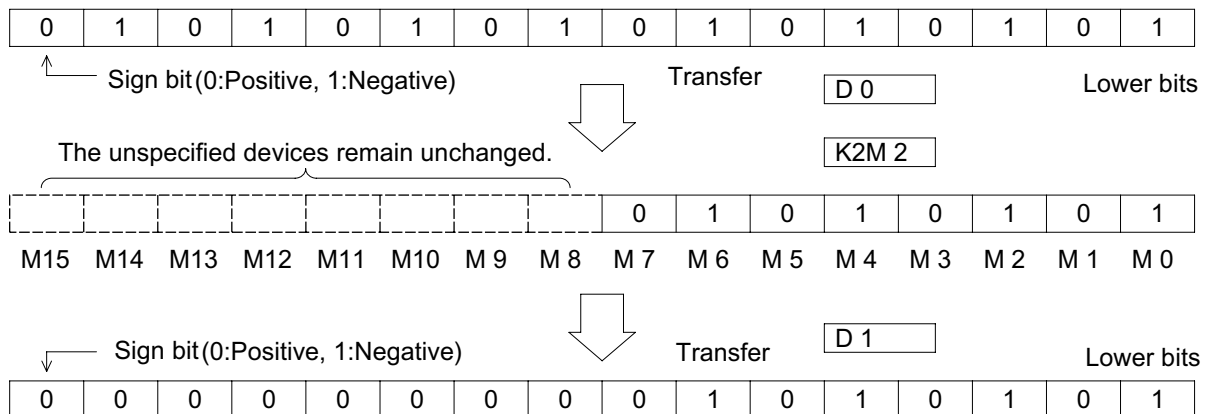 0 1 0 1 0 1 0 1 0 1 0 1 0 1 0 1
Sign bit(0:Positive, 1:Negative) Transfer D 0 Lower bits
The unspecified devices remain unchanged. K2M 2
0 1 0 1 0 1 0 1
M15 M14 M13 M12 M11 M10 M 9 M 8 M 7 M 6 M 5 M 4 M 3 M 2 M 1 M 0
Sign bit(0:Positive, 1:Negative) Transfer D 1 Lower bits
0 0 0 0 0 0 0 0 0 1 0 1 0 1 0 1